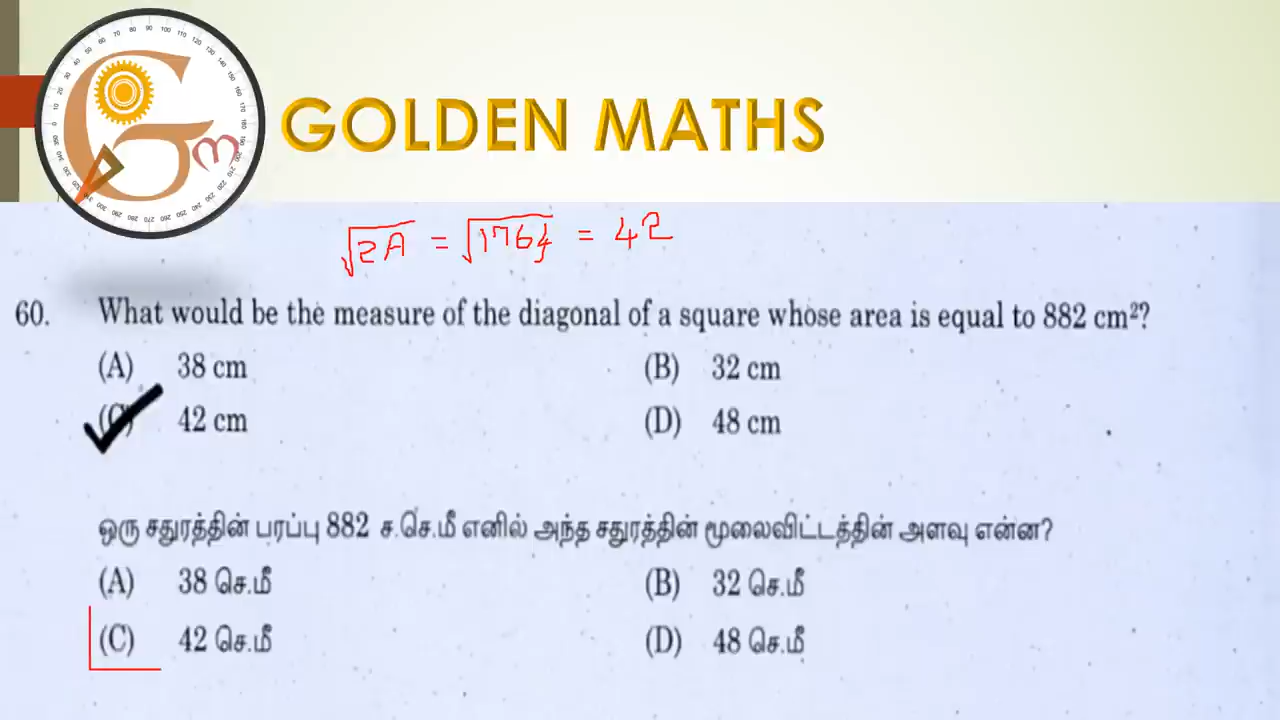 GOLDEN MATHS
√2A = √1764 = 42
60. What would be the measure of the diagonal of a square whose area is equal to 882 cm²?
(A) 38 cm (B) 32 cm
(C) 42 cm (D) 48 cm
ஒரு சதுரத்தின் பரப்பு 882 ச.செ.மீ எனில் அந்த சதுரத்தின் மூலைவிட்டத்தின் அளவு என்ன?
(A) 38 செ.மீ (B) 32 செ.மீ
(C) 42 செ.மீ (D) 48 செ.மீ